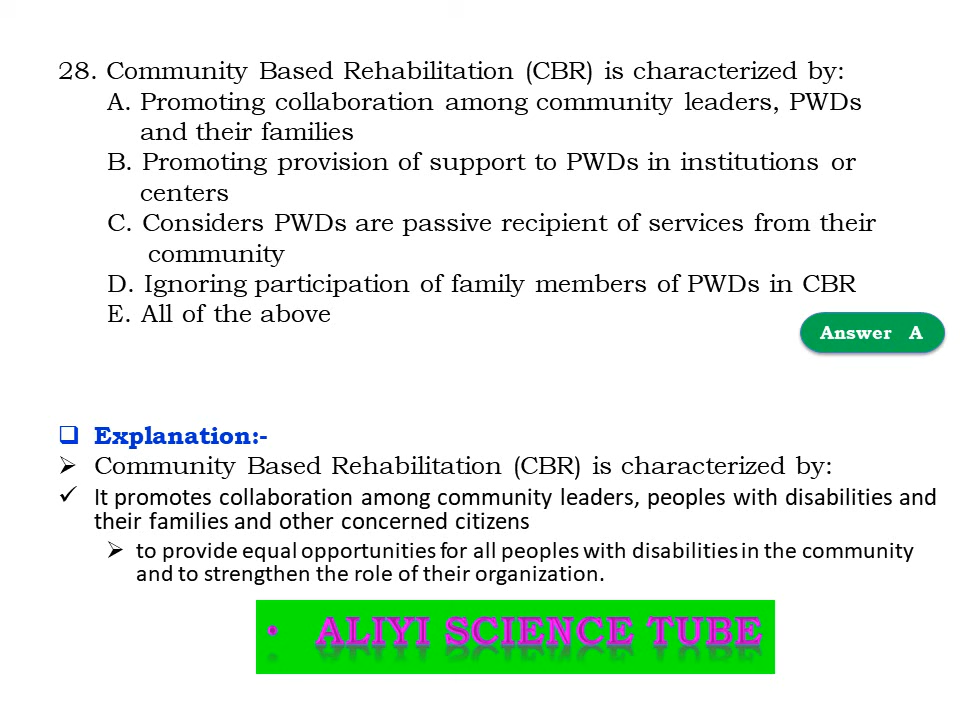 28. Community Based Rehabilitation (CBR) is characterized by:
A. Promoting collaboration among community leaders, PWDs
and their families
B. Promoting provision of support to PWDs in institutions or
centers
C. Considers PWDs are passive recipient of services from their
community
D. Ignoring participation of family members of PWDs in CBR
E. All of the above
Answer A
❑ Explanation:-
➢ Community Based Rehabilitation (CBR) is characterized by:
✓ It promotes collaboration among community leaders, peoples with disabilities and
their families and other concerned citizens
➢ to provide equal opportunities for all peoples with disabilities in the community
and to strengthen the role of their organization.
• ALIYI SCIENCE TUBE